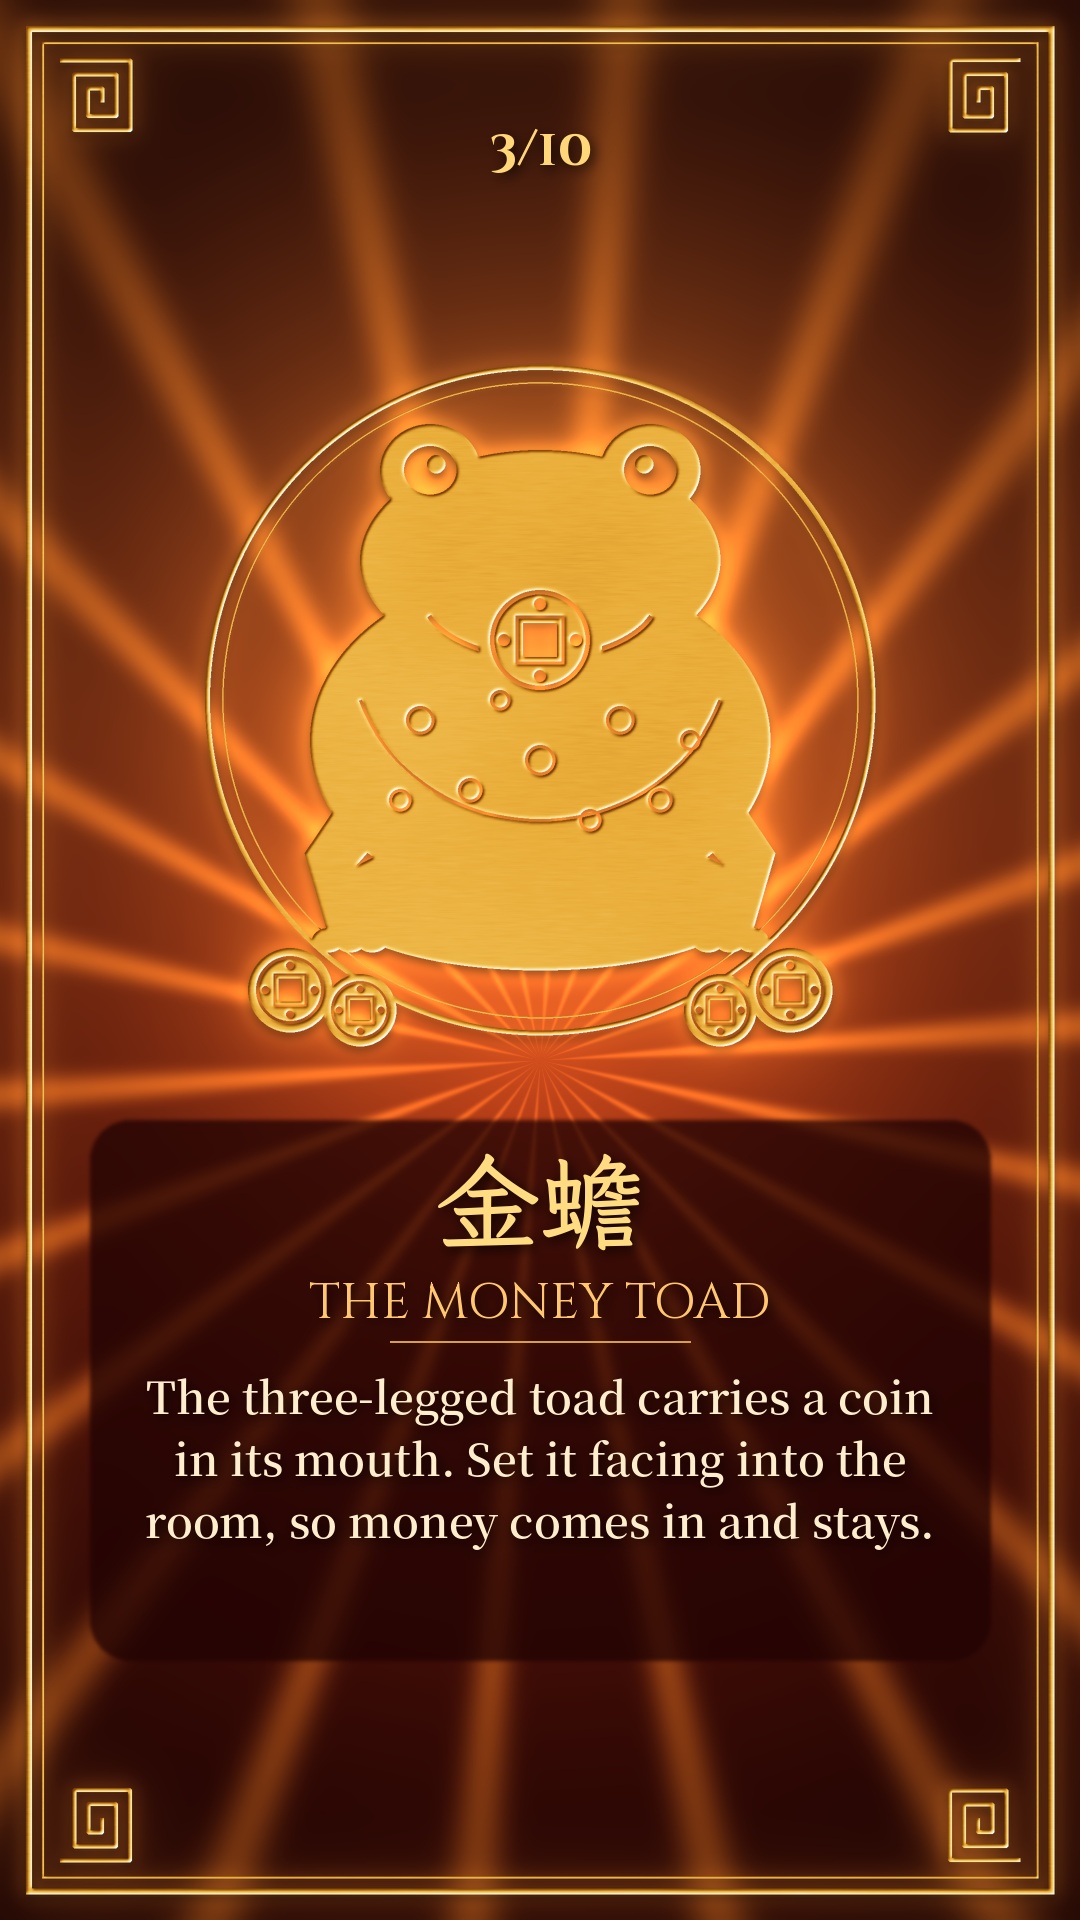 3/10
金蟾
THE MONEY TOAD
The three-legged toad carries a coin
in its mouth. Set it facing into the
room, so money comes in and stays.